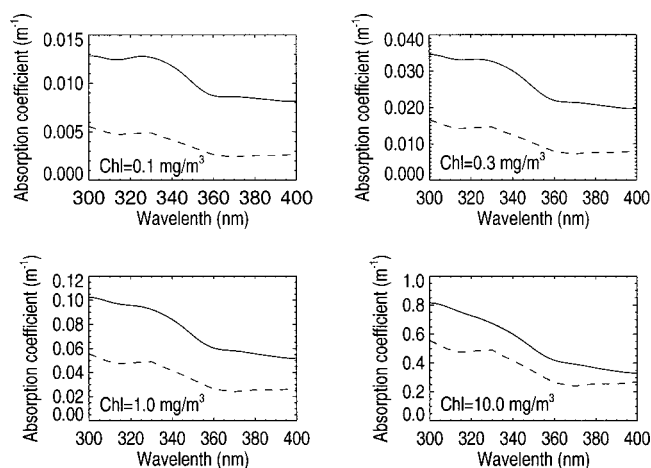 Absorption coefficient (m⁻¹)
0.015
0.010
0.005
0.000
Chl=0.1 mg/m³
300 320 340 360 380 400
Wavelenth (nm)
Absorption coefficient (m⁻¹)
0.040
0.030
0.020
0.010
0.000
Chl=0.3 mg/m³
300 320 340 360 380 400
Wavelenth (nm)
Absorption coefficient (m⁻¹)
0.12
0.10
0.08
0.06
0.04
0.02
0.00
Chl=1.0 mg/m³
300 320 340 360 380 400
Wavelenth (nm)
Absorption coefficient (m⁻¹)
1.0
0.8
0.6
0.4
0.2
0.0
Chl=10.0 mg/m³
300 320 340 360 380 400
Wavelenth (nm)